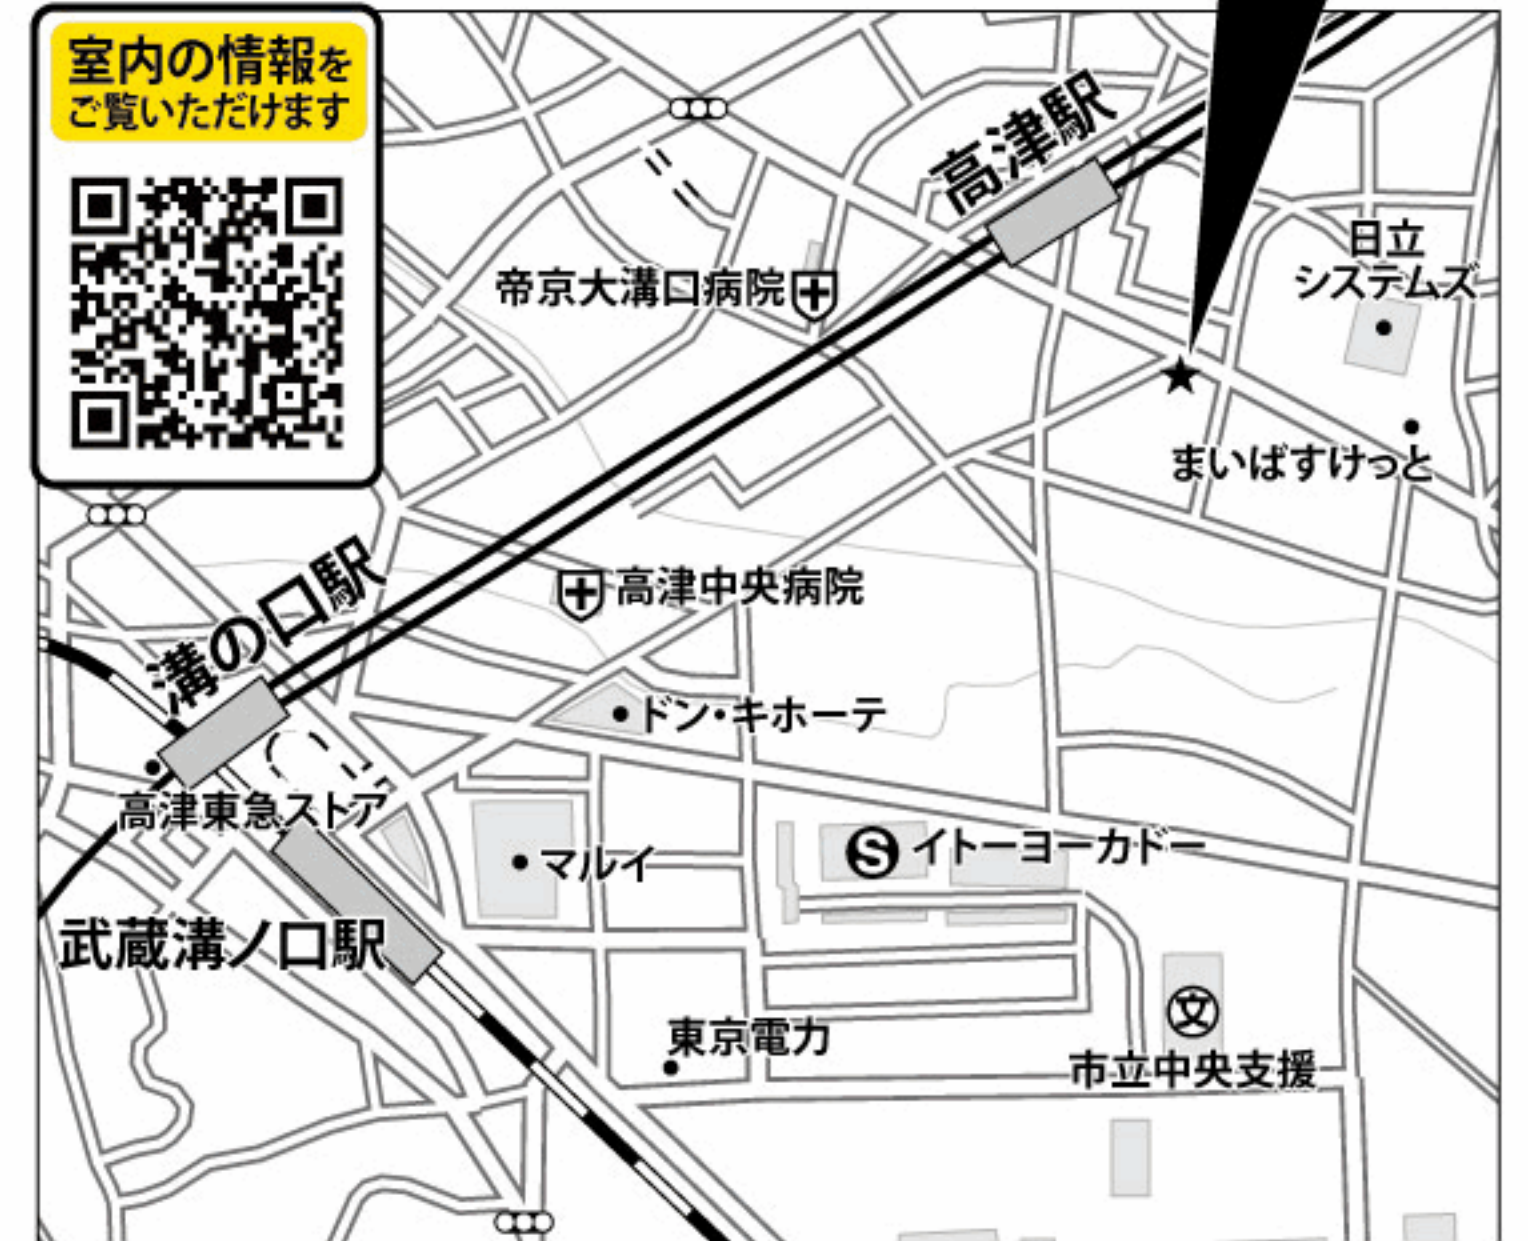 室内の情報を
ご覧いただけます
高津駅
日立
システムズ
帝京大溝口病院
まいばすけっと
溝の口駅
高津中央病院
ドン・キホーテ
高津東急ストア
マルイ
S
イトーヨーカドー
武蔵溝ノ口駅
東京電力
文
市立中央支援